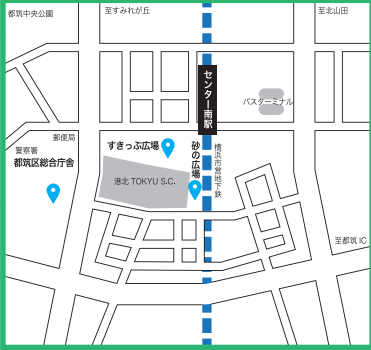 都筑中央公園
至すみれが丘
至北山田
センター南駅
バスターミナル
郵便局
警察署
都筑区総合庁舎
すきっぷ広場
砂の広場
横浜市営地下鉄
港北 TOKYU S.C.
至都筑 IC